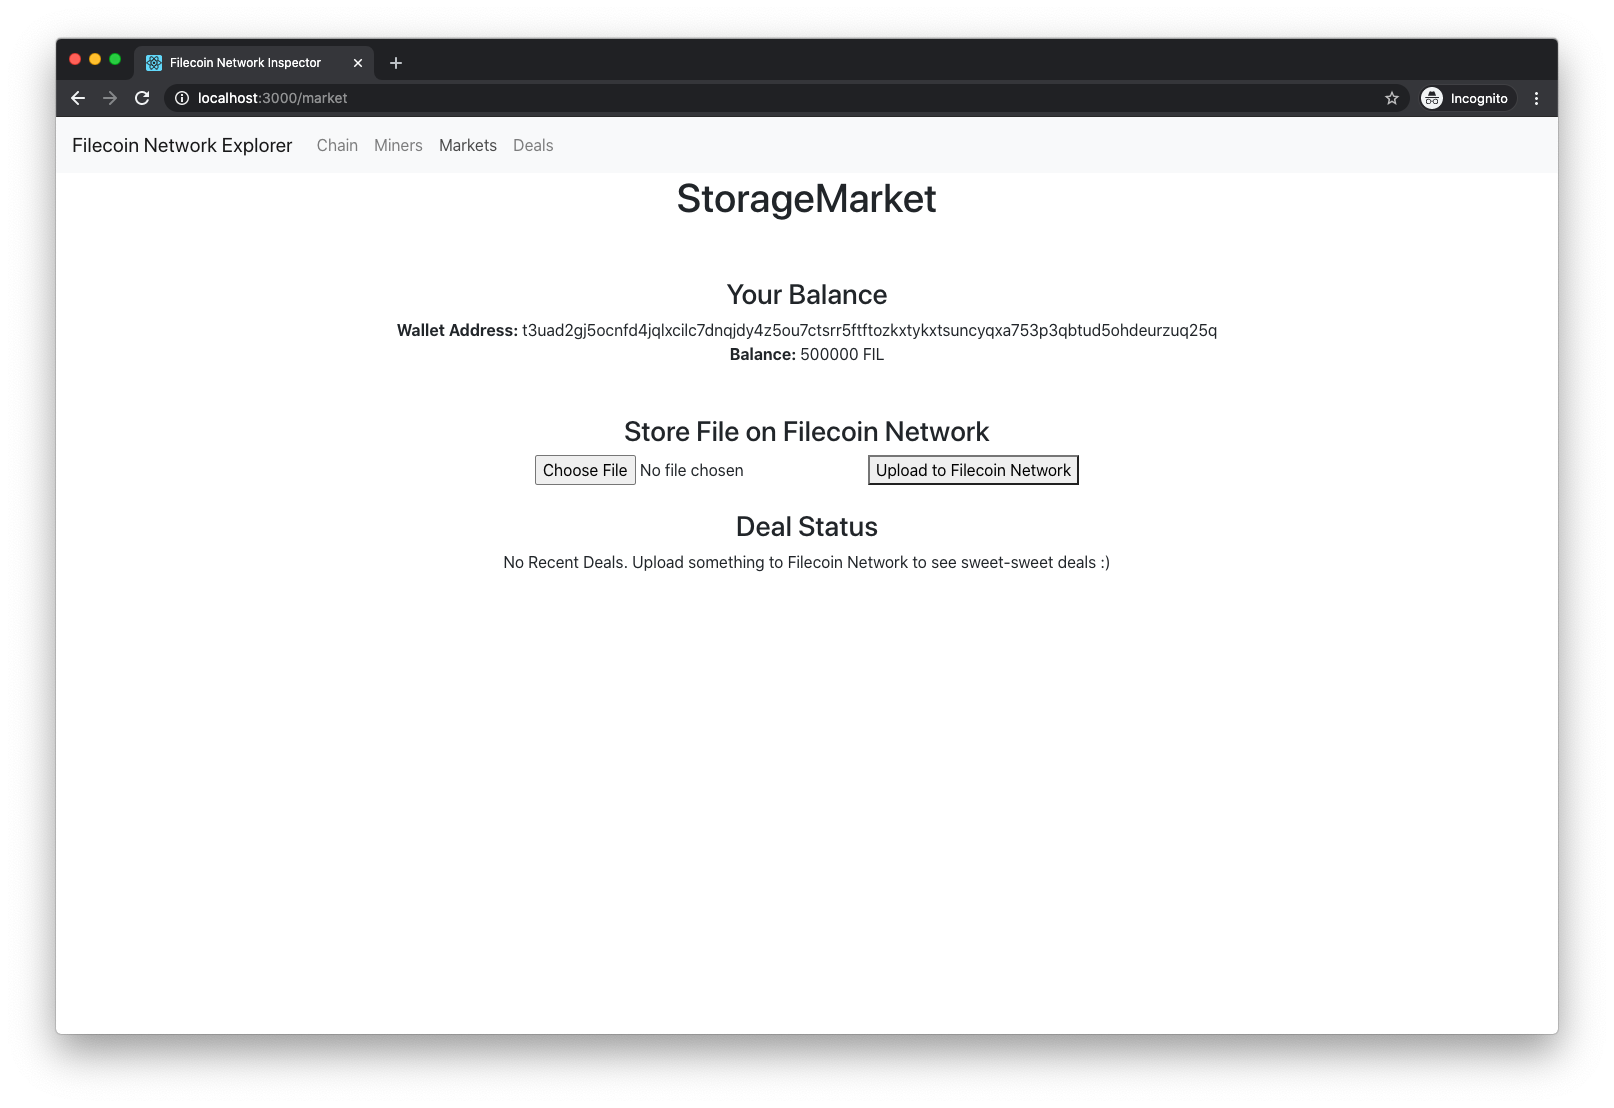 Filecoin Network Inspector
localhost:3000/market
Incognito
Filecoin Network Explorer Chain Miners Markets Deals
StorageMarket
Your Balance
Wallet Address: t3uad2gj5ocnfd4jqlxcilc7dnqjdy4z5ou7ctsrr5ftftozkxtykxtsuncyqxa753p3qbtud5ohdeurzuq25q
Balance: 500000 FIL
Store File on Filecoin Network
Choose File No file chosen Upload to Filecoin Network
Deal Status
No Recent Deals. Upload something to Filecoin Network to see sweet-sweet deals :)